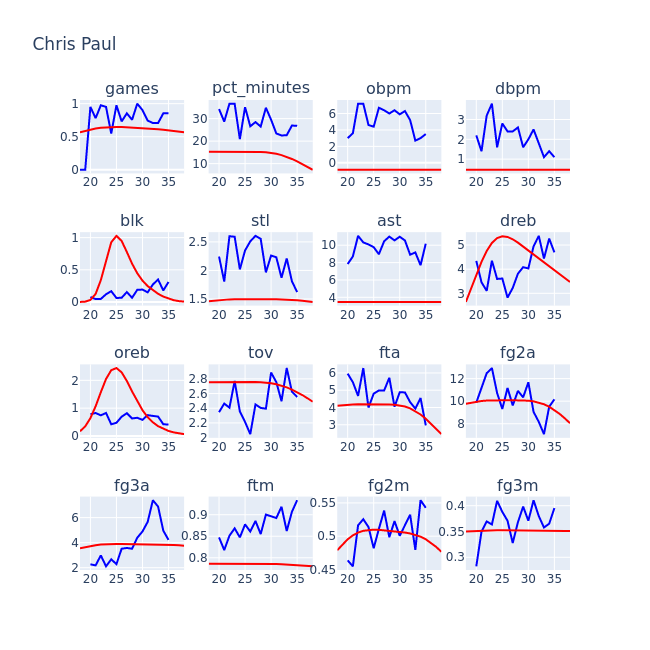 Chris Paul
games pct_minutes obpm dbpm
1 0.5 0 20 25 30 35
30 20 10 20 25 30 35
6 4 2 0 20 25 30 35
3 2 1 20 25 30 35
blk stl ast dreb
1 0.5 0 20 25 30 35
2.5 2 1.5 20 25 30 35
10 8 6 4 20 25 30 35
5 4 3 20 25 30 35
oreb tov fta fg2a
2 1 0 20 25 30 35
2.8 2.6 2.4 2.2 2 20 25 30 35
6 5 4 3 20 25 30 35
12 10 8 20 25 30 35
fg3a ftm fg2m fg3m
6 4 2 20 25 30 35
0.9 0.85 0.8 20 25 30 35
0.55 0.5 0.45 20 25 30 35
0.4 0.35 0.3 20 25 30 35